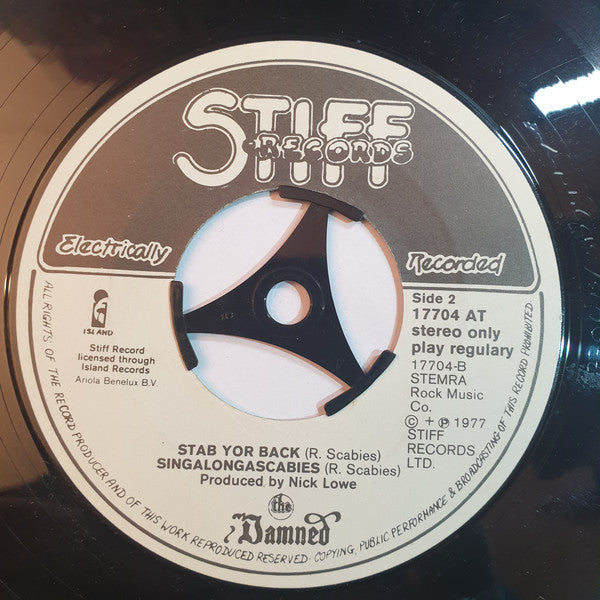 STIFF
RECORDS
Electrically Recorded
ISLAND
Stiff Record
licensed through
Island Records
Ariola Benelux B.V.
Side 2
17704 AT
stereo only
play regulary
17704-B
STEMRA
Rock Music
Co.
© + ℗ 1977
STIFF
RECORDS
LTD.
STAB YOR BACK (R. Scabies)
SINGALONGASCABIES (R. Scabies)
Produced by Nick Lowe
the
Damned
ALL RIGHTS OF THE RECORD PRODUCER AND OF THIS WORK REPRODUCED RESERVED. COPYING, PUBLIC PERFORMANCE & BROADCASTING OF THIS RECORD PROHIBITED.